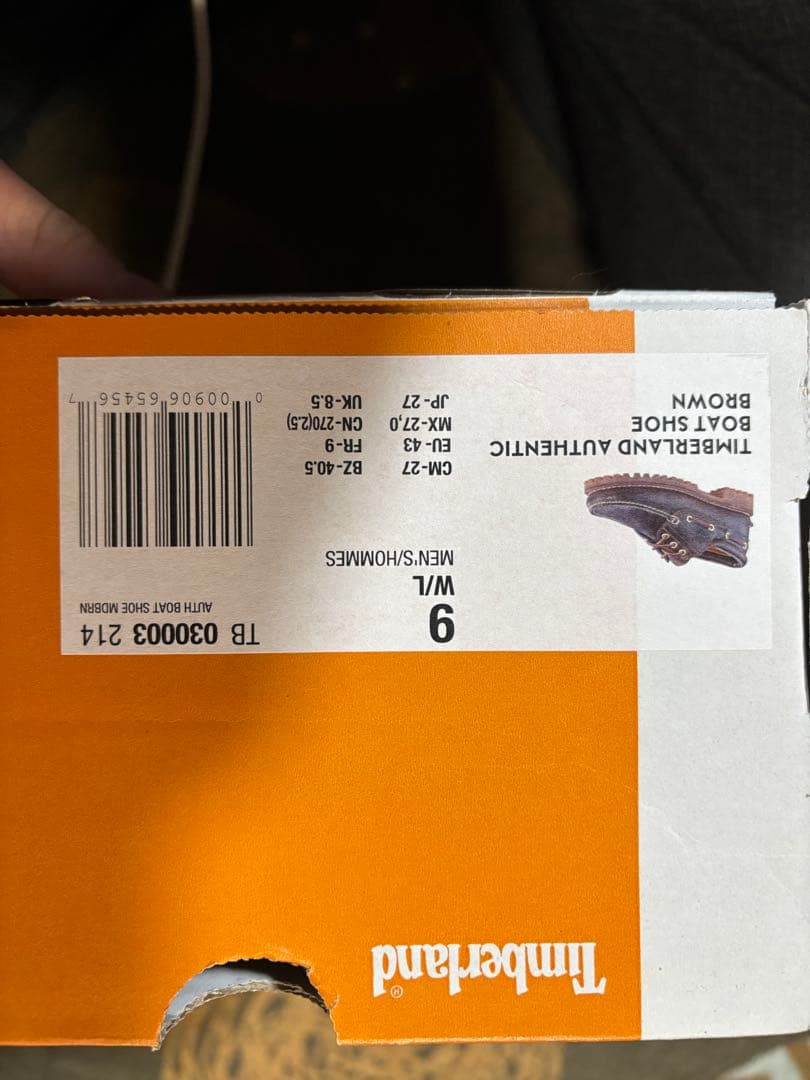 Timberland®
9
W/L
MEN'S/HOMMES
CM-27 BZ-40.5
EU-43 FR-9
MX-27,0 CN-270(2.5)
JP-27 UK-8.5
TB 030003 214
AUTH BOAT SHOE MDBRN
0 00906 65456 7
TIMBERLAND AUTHENTIC
BOAT SHOE
BROWN